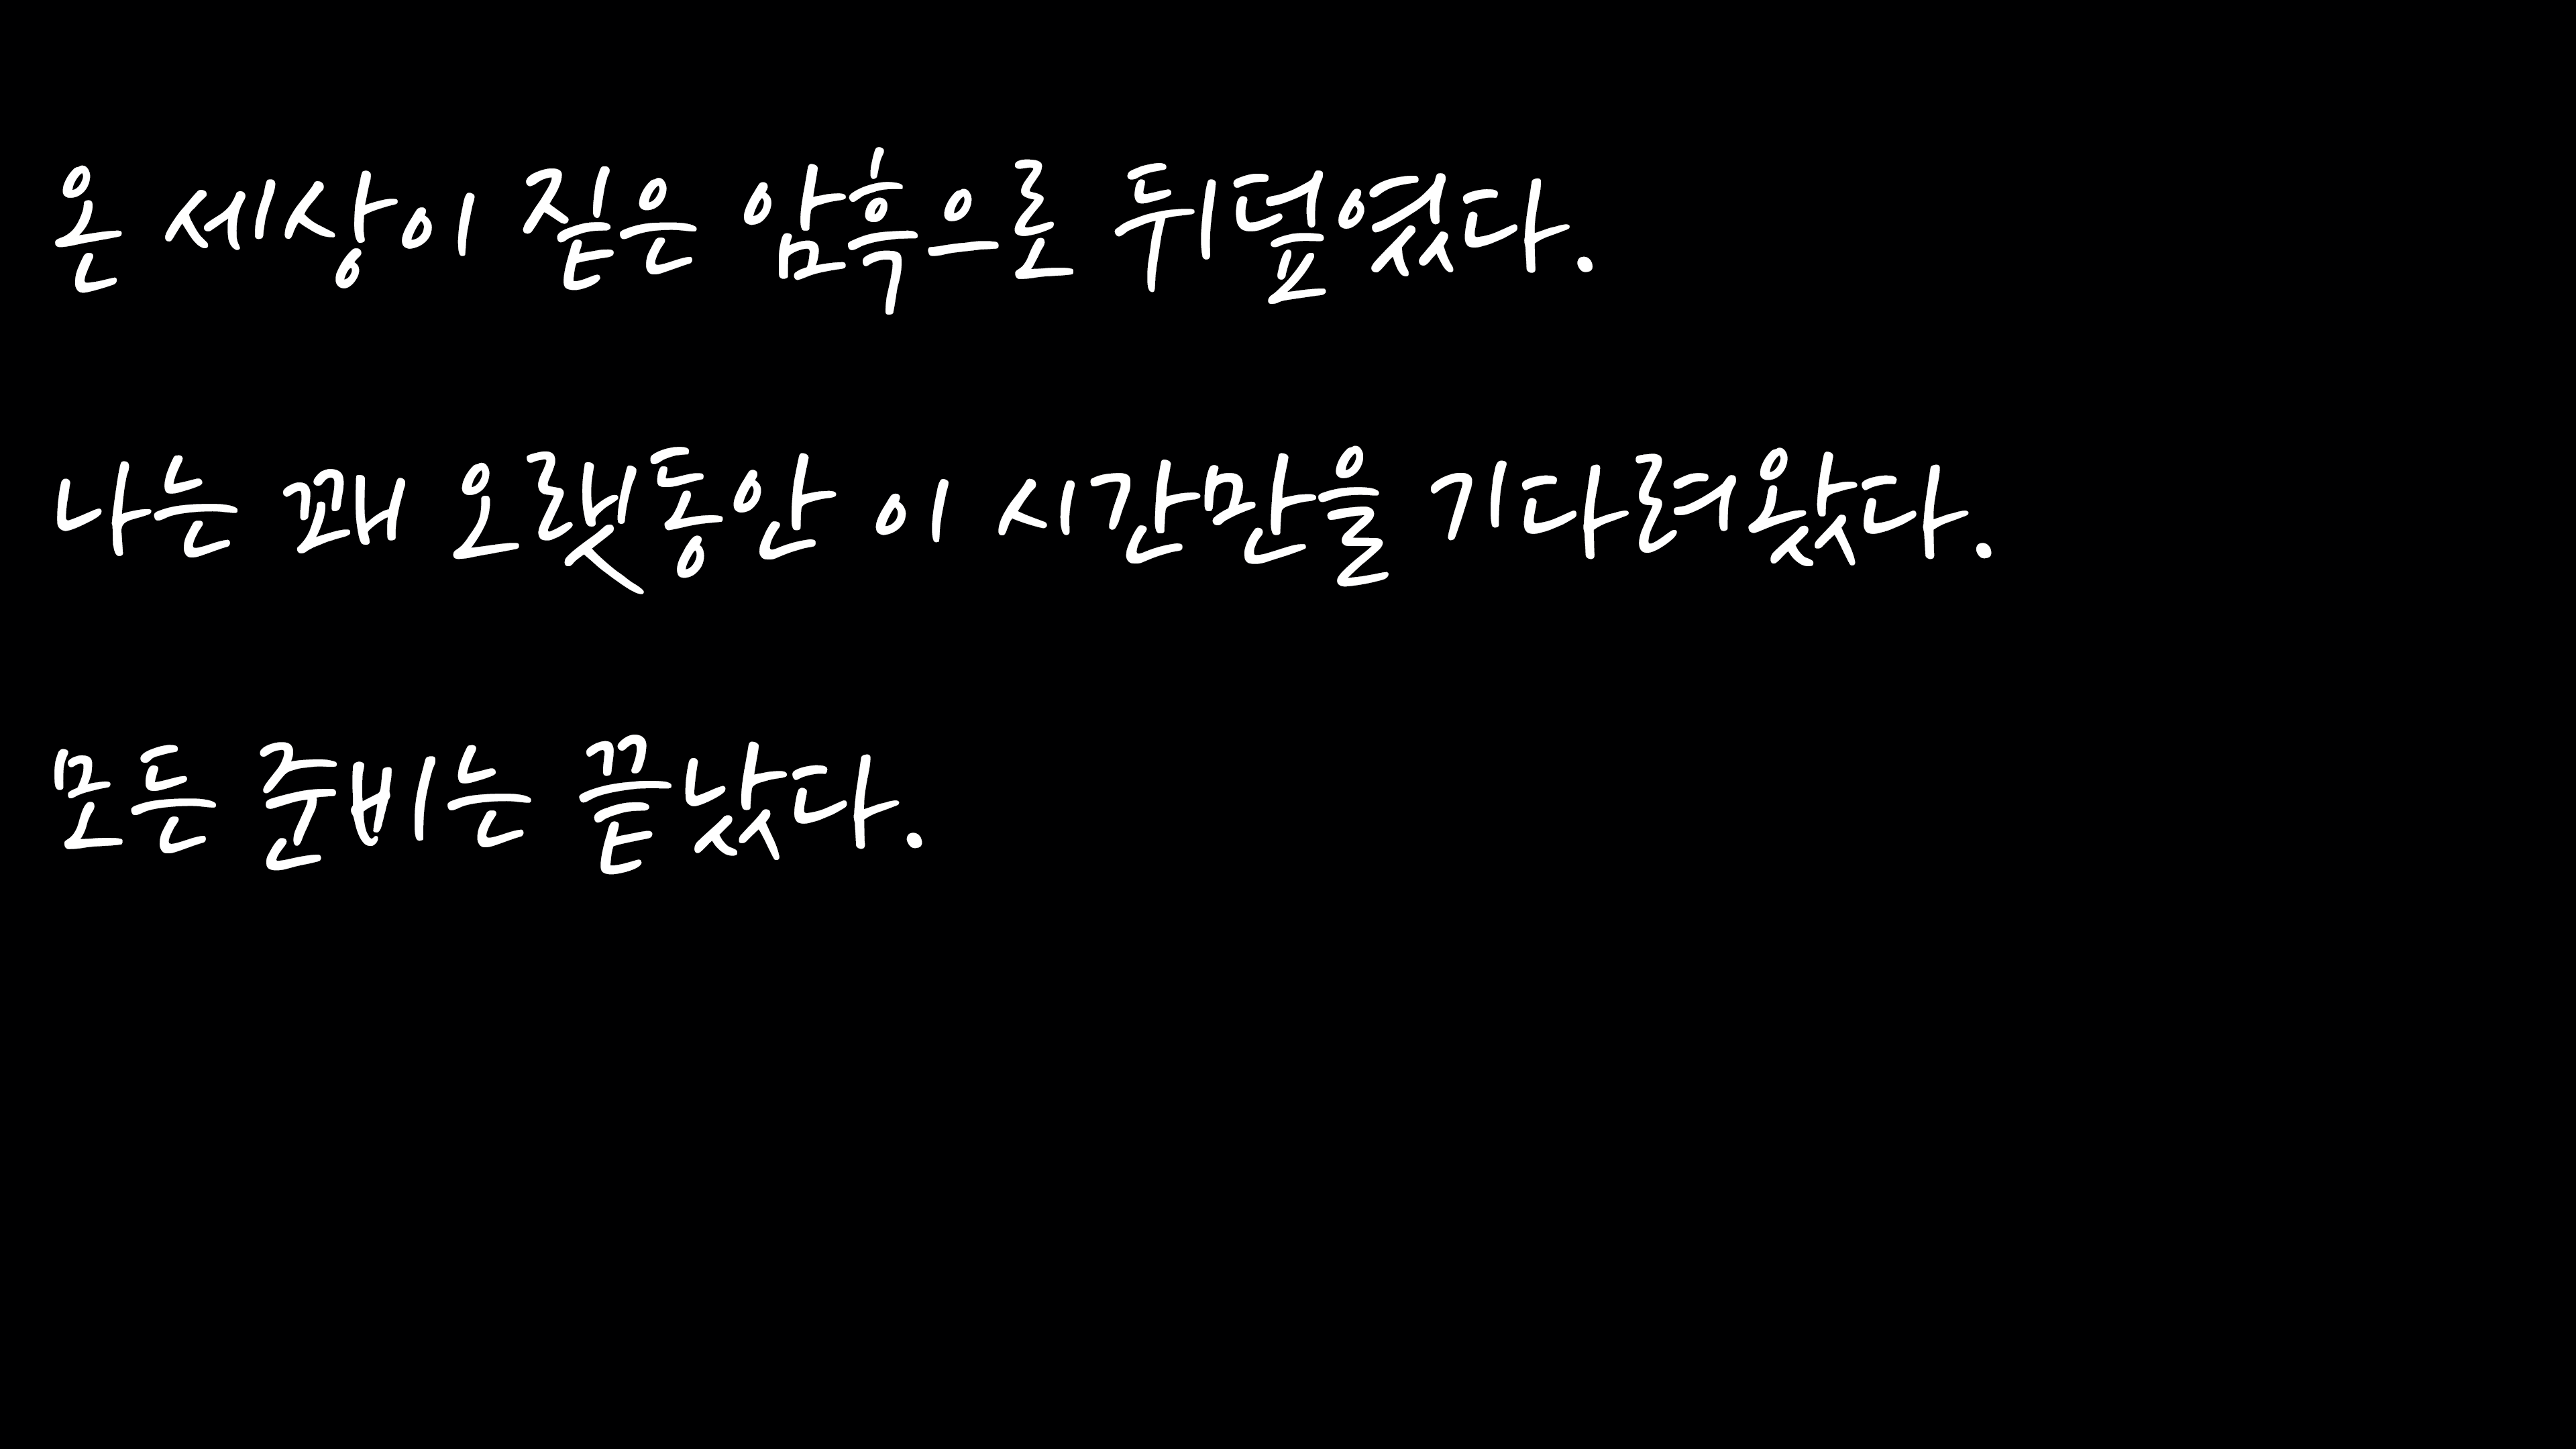 온 세상이 짙은 암흑으로 뒤덮였다.
나는 꽤 오랫동안 이 시간만을 기다려왔다.
모든 준비는 끝났다.